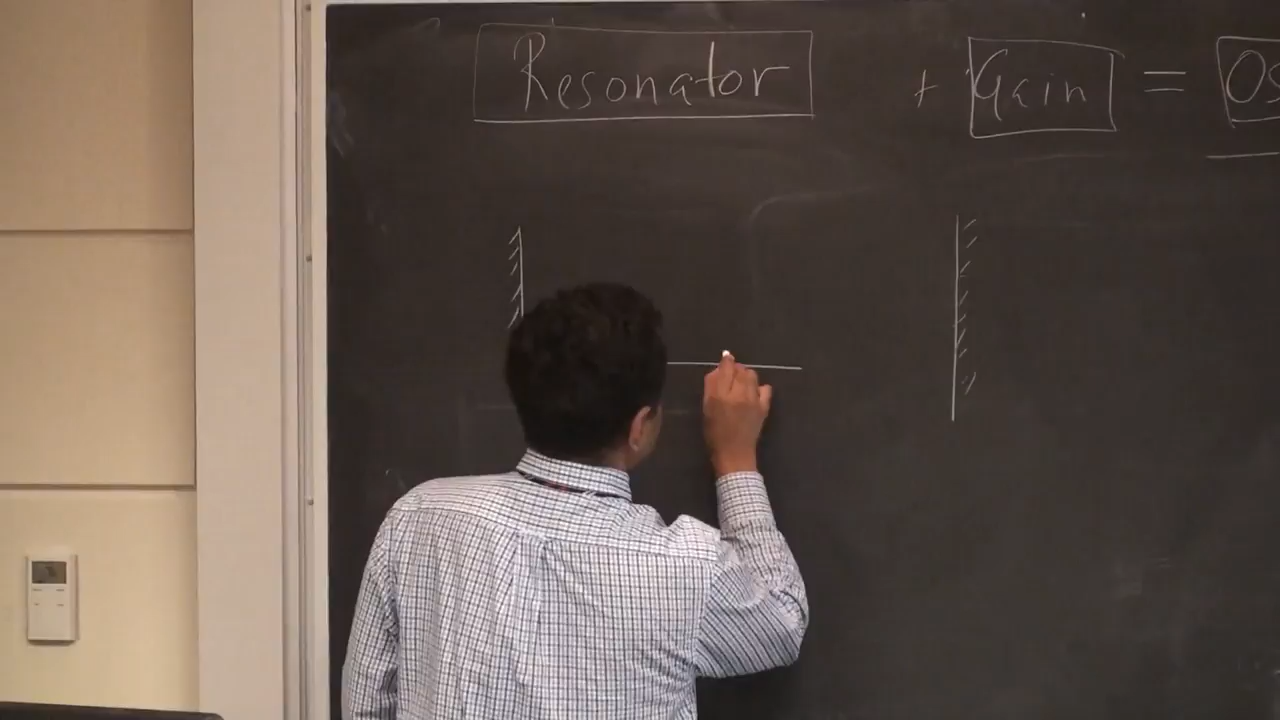 Resonator + Gain = Os